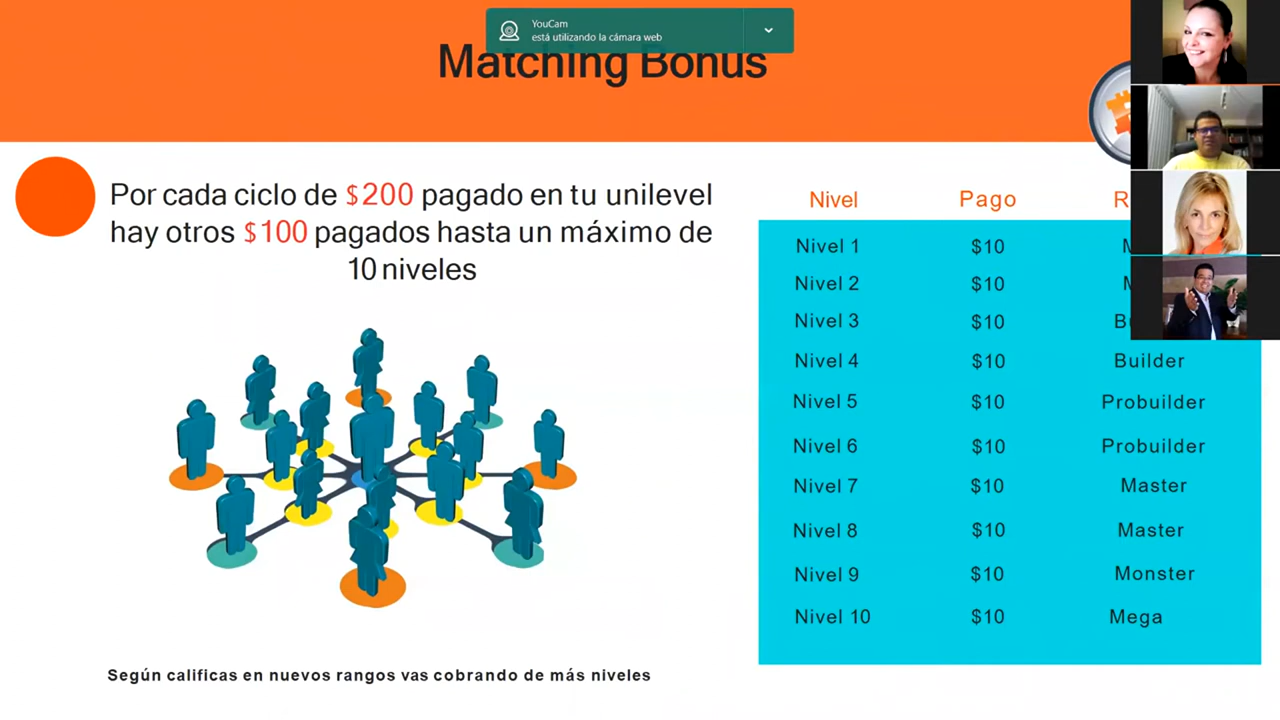 YouCam
está utilizando la cámara web
Matching Bonus
Por cada ciclo de $200 pagado en tu unilevel
hay otros $100 pagados hasta un máximo de
10 niveles
Nivel Pago
Nivel 1 $10
Nivel 2 $10
Nivel 3 $10
Nivel 4 $10 Builder
Nivel 5 $10 Probuilder
Nivel 6 $10 Probuilder
Nivel 7 $10 Master
Nivel 8 $10 Master
Nivel 9 $10 Monster
Nivel 10 $10 Mega
Según calificas en nuevos rangos vas cobrando de más niveles